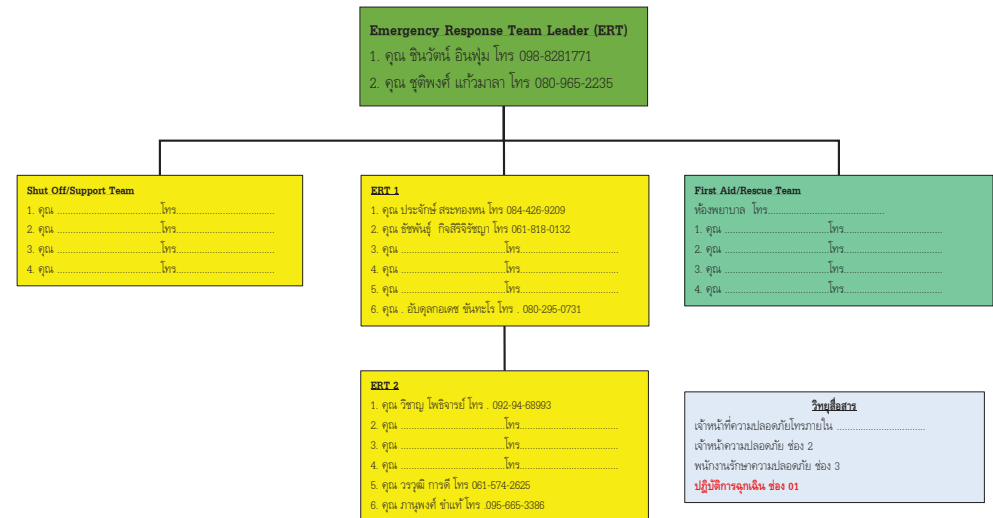 Emergency Response Team Leader (ERT)
1. คุณ ชินวัตน์ อินฟุ่ม โทร 098-8281771
2. คุณ ชุติพงศ์ แก้วมาลา โทร 080-965-2235
Shut Off/Support Team
1. คุณ ....................................โทร..................................
2. คุณ ....................................โทร..................................
3. คุณ ....................................โทร..................................
4. คุณ ....................................โทร..................................
ERT 1
1. คุณ ประจักษ์ สระทองหน โทร 084-426-9209
2. คุณ ธัชพันธุ์ กิจสิริจิรัชญา โทร 061-818-0132
3. คุณ ....................................โทร..................................
4. คุณ ....................................โทร..................................
5. คุณ ....................................โทร..................................
6. คุณ . อับดุลกอเดช ขันทะโร โทร . 080-295-0731
First Aid/Rescue Team
ห้องพยาบาล โทร........................................
1. คุณ ....................................โทร..................................
2. คุณ ....................................โทร..................................
3. คุณ ....................................โทร..................................
4. คุณ ....................................โทร..................................
ERT 2
1. คุณ วิชาญ โพธิจารย์ โทร . 092-94-68993
2. คุณ ....................................โทร..................................
3. คุณ ....................................โทร..................................
4. คุณ ....................................โทร..................................
5. คุณ วรวุฒิ การดี โทร 061-574-2625
6. คุณ ภานุพงศ์ ชำแท้ โทร .095-665-3386
วิทยุสื่อสาร
เจ้าหน้าที่ความปลอดภัยโทรภายใน ...............................
เจ้าหน้าความปลอดภัย ช่อง 2
พนักงานรักษาความปลอดภัย ช่อง 3
ปฏิบัติการฉุกเฉิน ช่อง 01